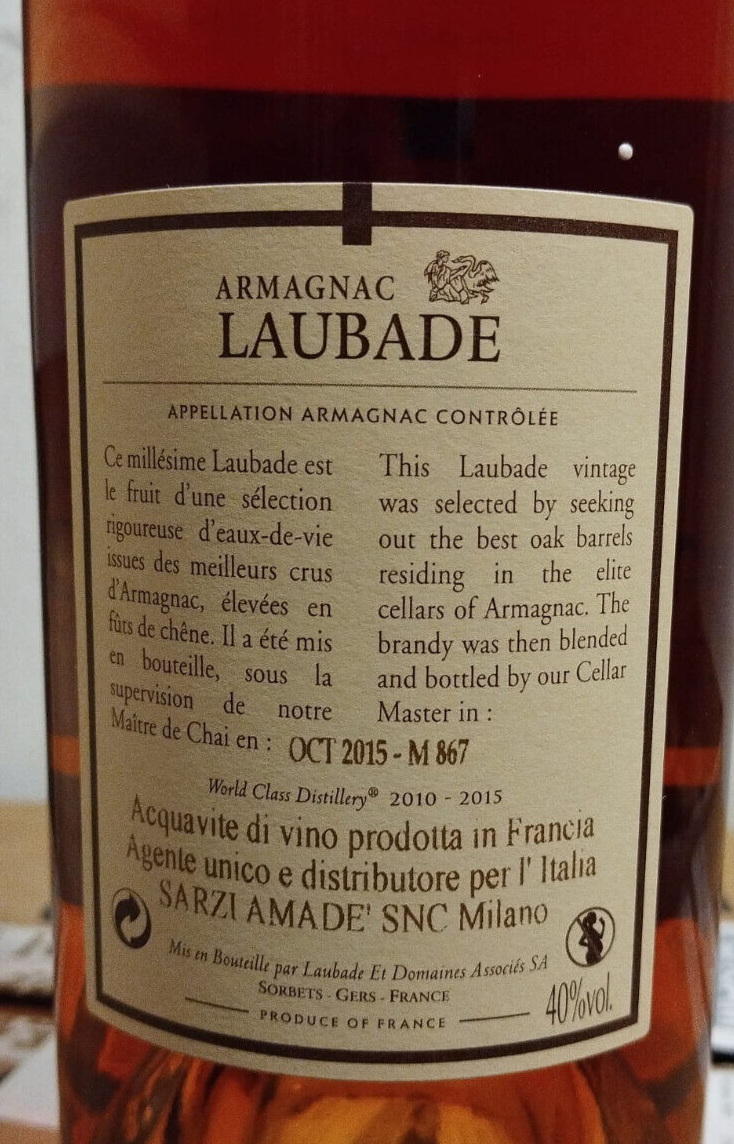 ARMAGNAC
LAUBADE
APPELLATION ARMAGNAC CONTRÔLÉE
Ce millésime Laubade est
le fruit d'une sélection
rigoureuse d'eaux-de-vie
issues des meilleurs crus
d'Armagnac, élevées en
fûts de chêne. Il a été mis
en bouteille, sous la
supervision de notre
Maître de Chai en :
This Laubade vintage
was selected by seeking
out the best oak barrels
residing in the elite
cellars of Armagnac. The
brandy was then blended
and bottled by our Cellar
Master in :
OCT 2015 - M 867
World Class Distillery® 2010 - 2015
Acquavite di vino prodotta in Francia
Agente unico e distributore per l' Italia
SARZI AMADE' SNC Milano
Mis en Bouteille par Laubade Et Domaines Associés SA
SORBETS - GERS - FRANCE
PRODUCE OF FRANCE
40%vol.